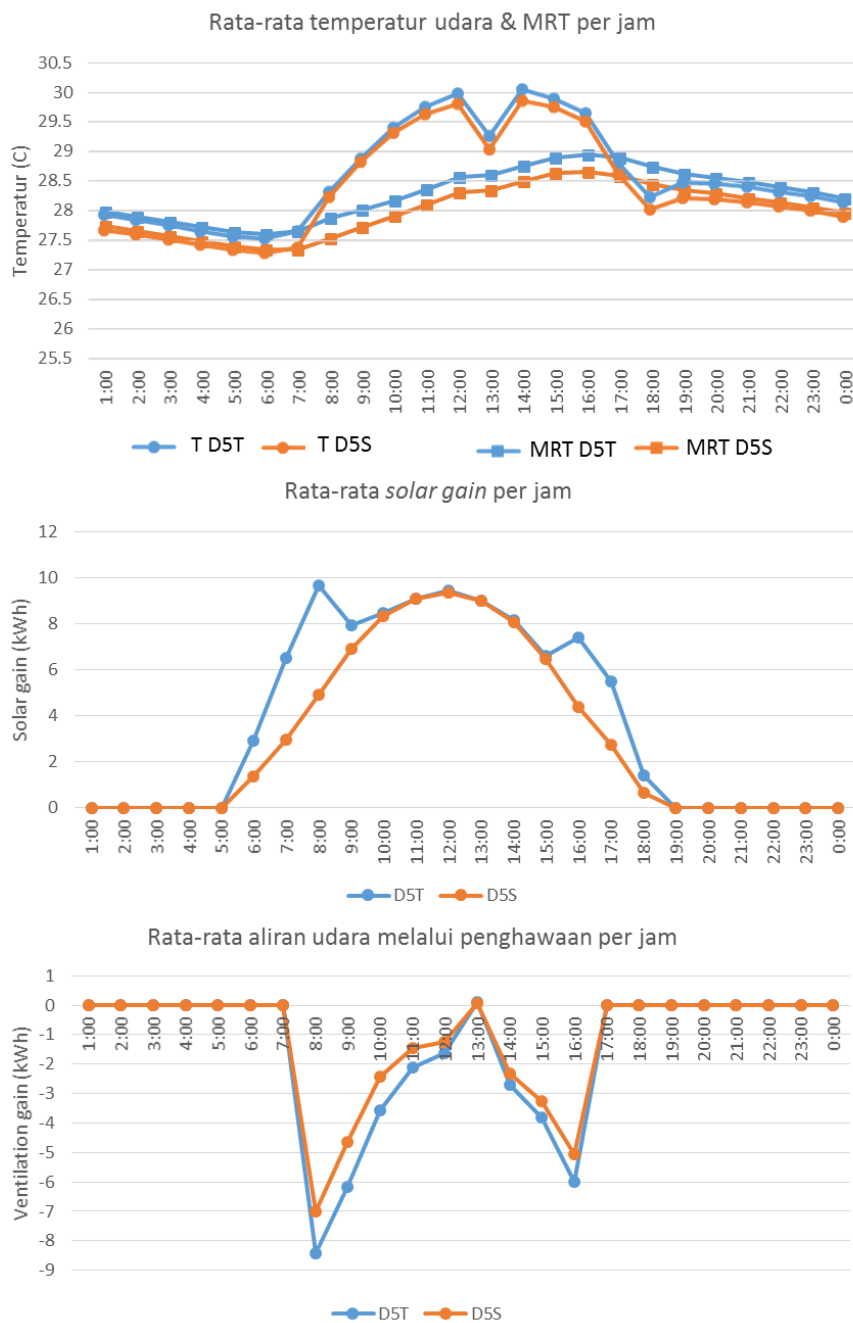 Rata-rata temperatur udara & MRT per jam
Temperatur (C)
30.5
30
29.5
29
28.5
28
27.5
27
26.5
26
25.5
1:00 2:00 3:00 4:00 5:00 6:00 7:00 8:00 9:00 10:00 11:00 12:00 13:00 14:00 15:00 16:00 17:00 18:00 19:00 20:00 21:00 22:00 23:00 0:00
T D5T T D5S MRT D5T MRT D5S
Rata-rata solar gain per jam
Solar gain (kWh)
12
10
8
6
4
2
0
1:00 2:00 3:00 4:00 5:00 6:00 7:00 8:00 9:00 10:00 11:00 12:00 13:00 14:00 15:00 16:00 17:00 18:00 19:00 20:00 21:00 22:00 23:00 0:00
D5T D5S
Rata-rata aliran udara melalui penghawaan per jam
Ventilation gain (kWh)
1
0
-1
-2
-3
-4
-5
-6
-7
-8
-9
1:00 2:00 3:00 4:00 5:00 6:00 7:00 8:00 9:00 10:00 11:00 12:00 13:00 14:00 15:00 16:00 17:00 18:00 19:00 20:00 21:00 22:00 23:00 0:00
D5T D5S